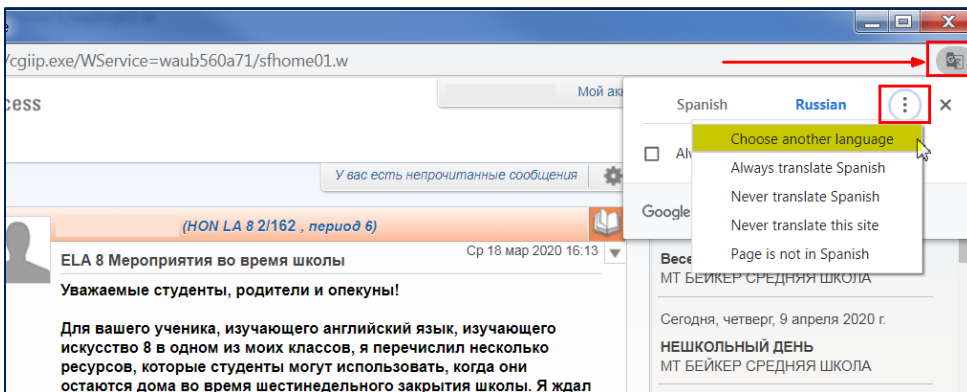 /cgiip.exe/WService=waub560a71/sfhome01.w
cess
Мой ак
Spanish Russian
Choose another language
Always translate Spanish
Never translate Spanish
Never translate this site
Page is not in Spanish
Al
Google
У вас есть непрочитанные сообщения
(HON LA 8 2/162 , период 6)
ELA 8 Мероприятия во время школы
Ср 18 мар 2020 16:13
Уважаемые студенты, родители и опекуны!
Для вашего ученика, изучающего английский язык, изучающего
искусство 8 в одном из моих классов, я перечислил несколько
ресурсов, которые студенты могут использовать, когда они
остаются дома во время шестинедельного закрытия школы. Я ждал
Весе
МТ БЕЙКЕР СРЕДНЯЯ ШКОЛА
Сегодня, четверг, 9 апреля 2020 г.
НЕШКОЛЬНЫЙ ДЕНЬ
МТ БЕЙКЕР СРЕДНЯЯ ШКОЛА